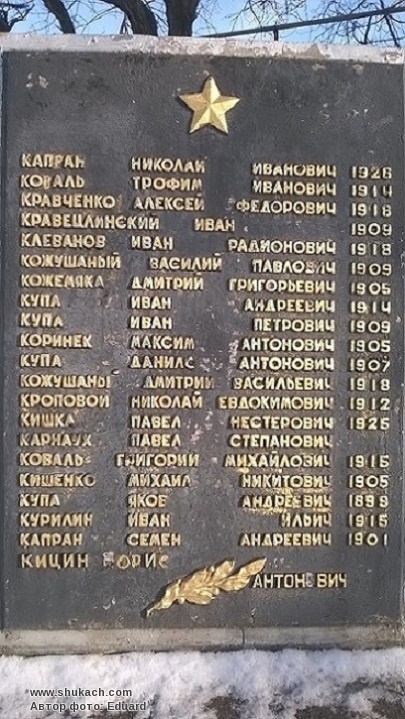 КАПРАН НИКОЛАЙ ИВАНОВИЧ 1926
КОВАЛЬ ТРОФИМ ИВАНОВИЧ 1914
КРАВЧЕНКО АЛЕКСЕЙ ФЕДОРОВИЧ 1918
КРАВЕЦЛИНСКИЙ ИВАН 1909
КЛЕВАНОВ ИВАН РАДИОНОВИЧ 1918
КОЖУШАНЫЙ ВАСИЛИЙ ПАВЛОВИЧ 1909
КОЖЕМЯКА ДМИТРИЙ ГРИГОРЬЕВИЧ 1905
КУПА ИВАН АНДРЕЕВИЧ 1914
КУПА ИВАН ПЕТРОВИЧ 1909
КОРИНЕК МАКСИМ АНТОНОВИЧ 1905
КУПА ДАНИЛО АНТОНОВИЧ 1907
КОЖУШАНЫ ДМИТРИЙ ВАСИЛЬЕВИЧ 1918
КРОПОВОЙ НИКОЛАЙ ЕВДОКИМОВИЧ 1912
КИШКА ПАВЕЛ НЕСТЕРОВИЧ 1925
КАРНАУХ ПАВЕЛ СТЕПАНОВИЧ
КОВАЛЬ ГРИГОРИЙ МИХАЙЛОВИЧ 1915
КИЩЕНКО МИХАИЛ НИКИТОВИЧ 1905
КУПА ЯКОВ АНДРЕЕВИЧ 1899
КУРИЛИН ИВАН ИЛЬИЧ 1915
КАПРАН СЕМЕН АНДРЕЕВИЧ 1901
КИЦИН БОРИС
АНТОНОВИЧ
www.shukach.com
Автор фото: Eduard